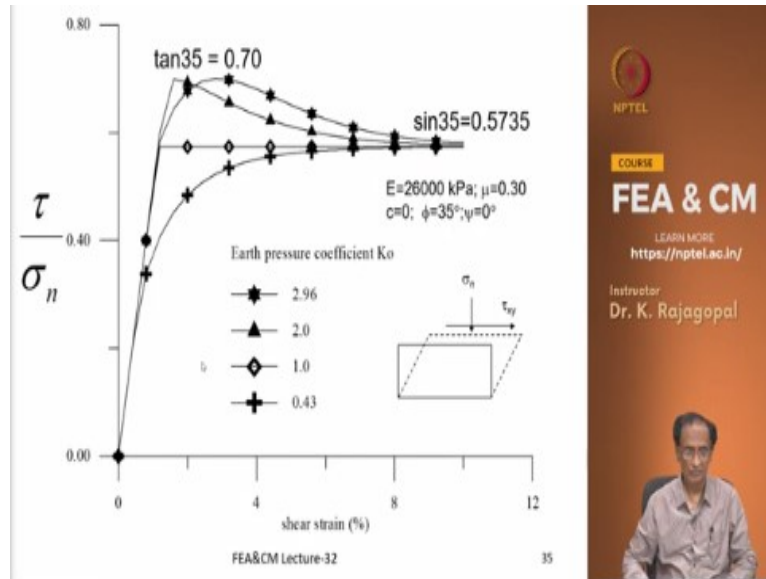 0.80
tan35 = 0.70
sin35=0.5735
E=26000 kPa; μ=0.30
c=0; ϕ=35°;ψ=0°
τ
σn
0.40
Earth pressure coefficient Ko
2.96
2.0
1.0
0.43
σn
τxy
0.00
0
4
8
12
shear strain (%)
FEA&CM Lecture-32
35
NPTEL
COURSE
FEA & CM
LEARN MORE
https://nptel.ac.in/
Instructor
Dr. K. Rajagopal